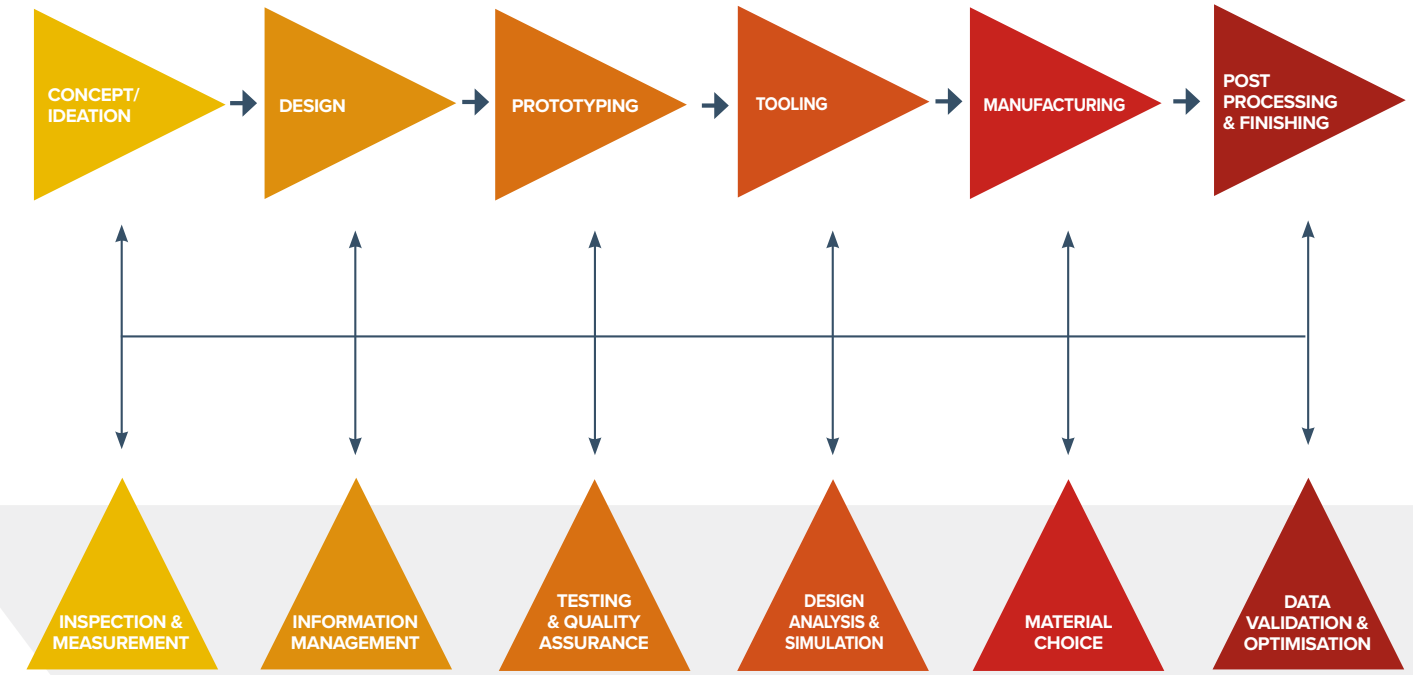 CONCEPT/
IDEATION
DESIGN
PROTOTYPING
TOOLING
MANUFACTURING
POST
PROCESSING
& FINISHING
INSPECTION &
MEASUREMENT
INFORMATION
MANAGEMENT
TESTING
& QUALITY
ASSURANCE
DESIGN
ANALYSIS &
SIMULATION
MATERIAL
CHOICE
DATA
VALIDATION &
OPTIMISATION